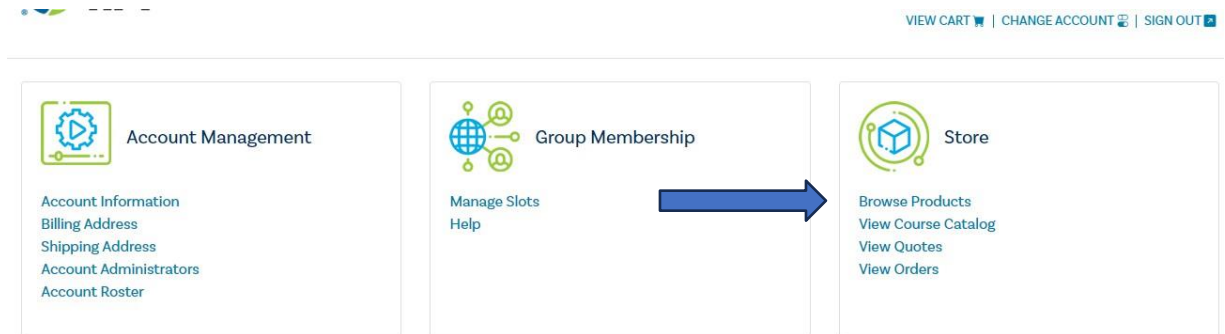 VIEW CART | CHANGE ACCOUNT | SIGN OUT
Account Management
Account Information
Billing Address
Shipping Address
Account Administrators
Account Roster
Group Membership
Manage Slots
Help
Store
Browse Products
View Course Catalog
View Quotes
View Orders